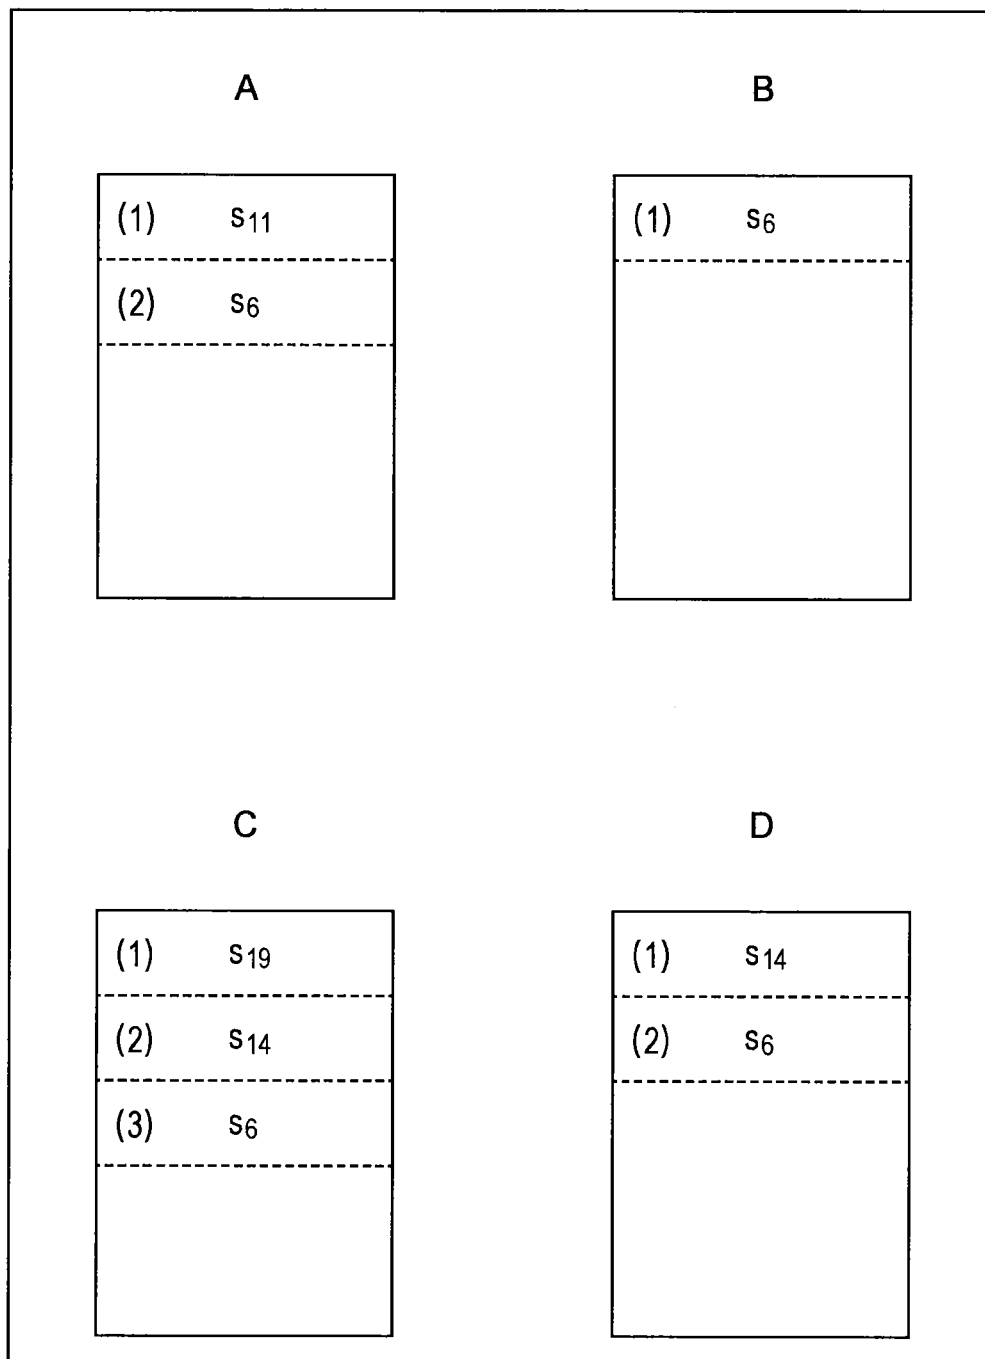 A
(1) s11
(2) s6
B
(1) s6
C
(1) s19
(2) s14
(3) s6
D
(1) s14
(2) s6